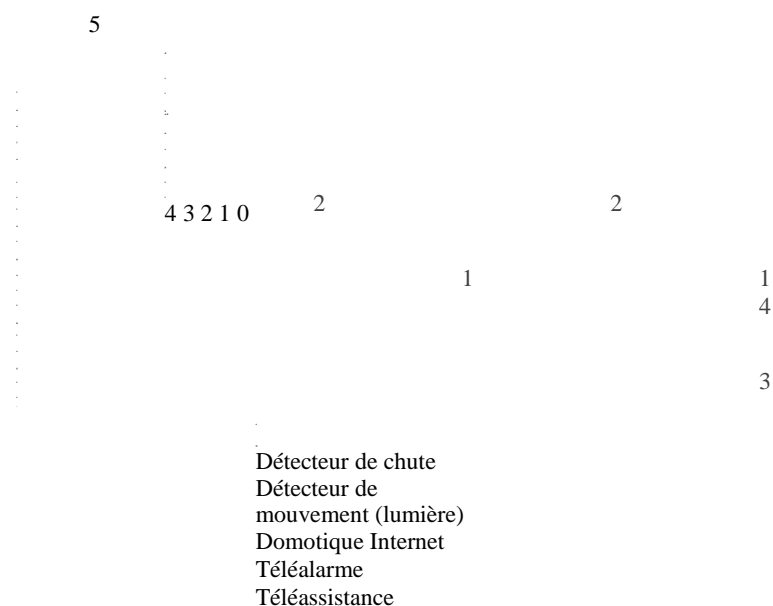 5
4 3 2 1 0
2 2
1 1
4
3
Détecteur de chute
Détecteur de
mouvement (lumière)
Domotique Internet
Téléalarme
Téléassistance